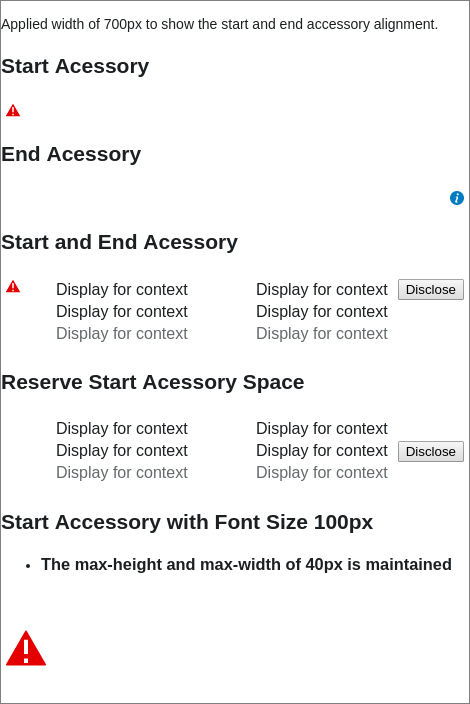 Applied width of 700px to show the start and end accessory alignment.
Start Acessory
End Acessory
Start and End Acessory
Display for context Display for context Disclose
Display for context Display for context
Display for context Display for context
Reserve Start Acessory Space
Display for context Display for context
Display for context Display for context Disclose
Display for context Display for context
Start Accessory with Font Size 100px
• The max-height and max-width of 40px is maintained